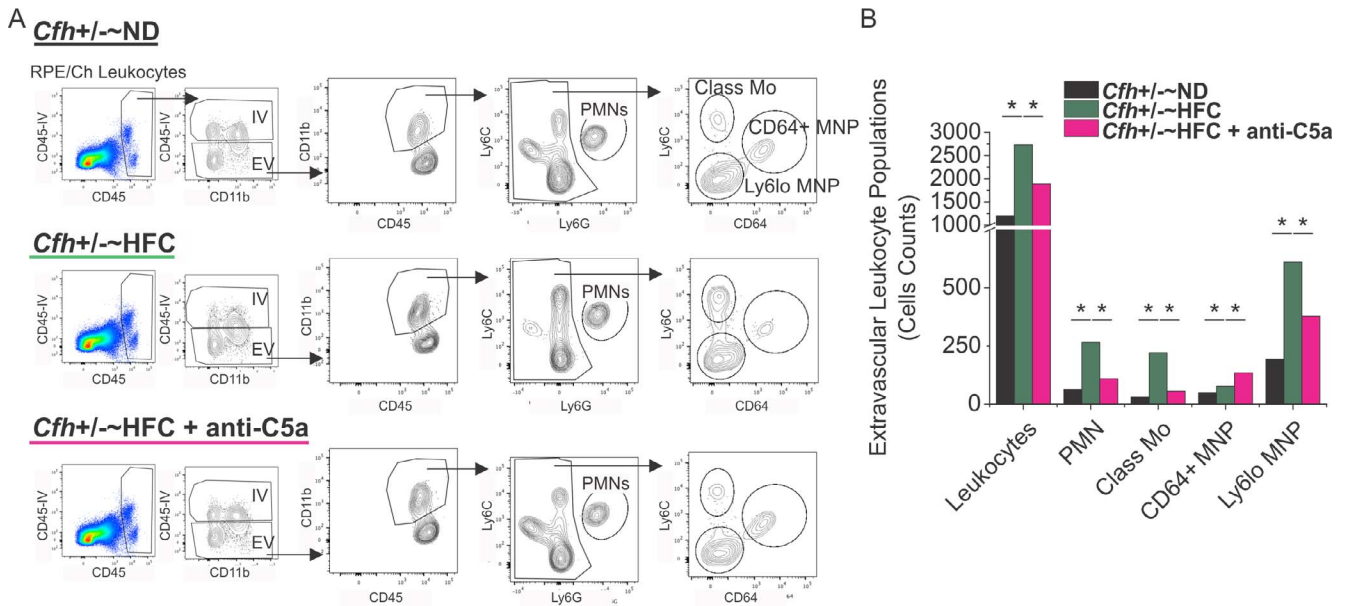 A
Cfh+/-~ND
RPE/Ch Leukocytes
CD45-IV
CD45
CD45-IV
IV
EV
CD11b
CD11b
CD45
Ly6C
PMNs
Ly6G
Ly6C
Class Mo
CD64+ MNP
Ly6lo MNP
CD64
Cfh+/-~HFC
CD45-IV
CD45
CD45-IV
IV
EV
CD11b
CD11b
CD45
Ly6C
PMNs
Ly6G
Ly6C
CD64
Cfh+/-~HFC + anti-C5a
CD45-IV
CD45
CD45-IV
IV
EV
CD11b
CD11b
CD45
Ly6C
PMNs
Ly6G
Ly6C
CD64
B
Cfh+/-~ND
Cfh+/-~HFC
Cfh+/-~HFC + anti-C5a
Extravascular Leukocyte Populations
(Cells Counts)
3000
2750
2500
2250
2000
1750
1500
1250
1000
500
250
0
* *
* *
* *
* *
* *
Leukocytes
PMN
Class Mo
CD64+ MNP
Ly6lo MNP